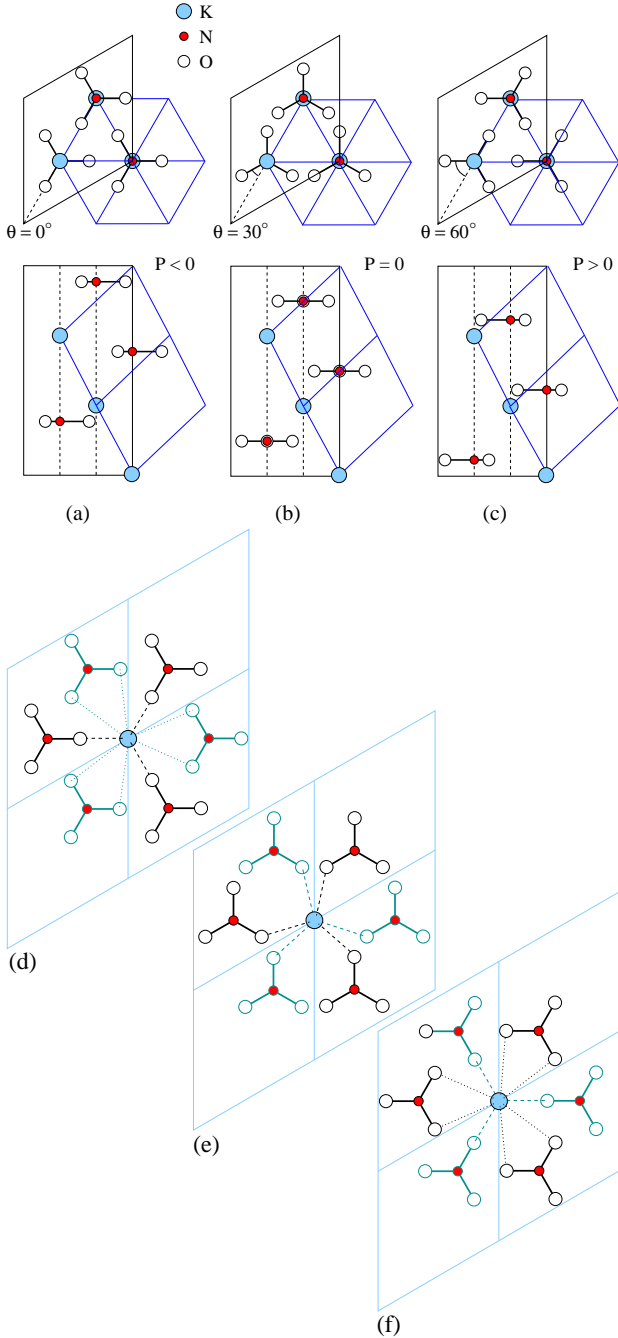 K
N
O
θ = 0°
θ = 30°
θ = 60°
P < 0
P = 0
P > 0
(a)
(b)
(c)
(d)
(e)
(f)